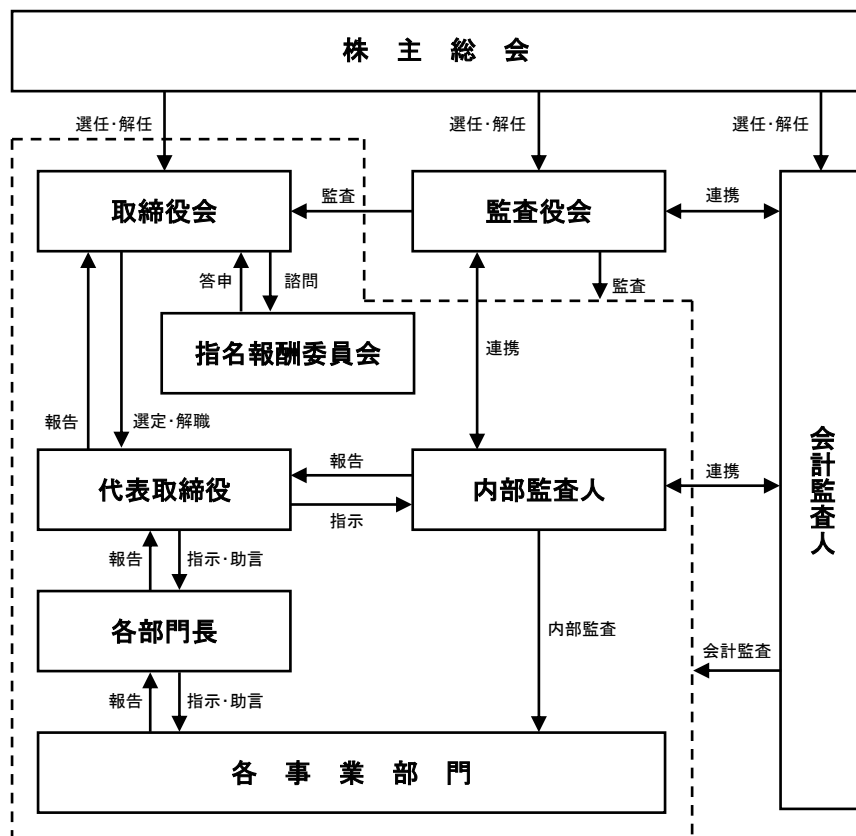 株主総会
選任・解任
選任・解任
選任・解任
取締役会
監査
監査役会
連携
答申
諮問
監査
指名報酬委員会
連携
報告
選定・解職
代表取締役
報告
指示
内部監査人
連携
会計監査人
報告
指示・助言
各部門長
内部監査
会計監査
報告
指示・助言
各事業部門